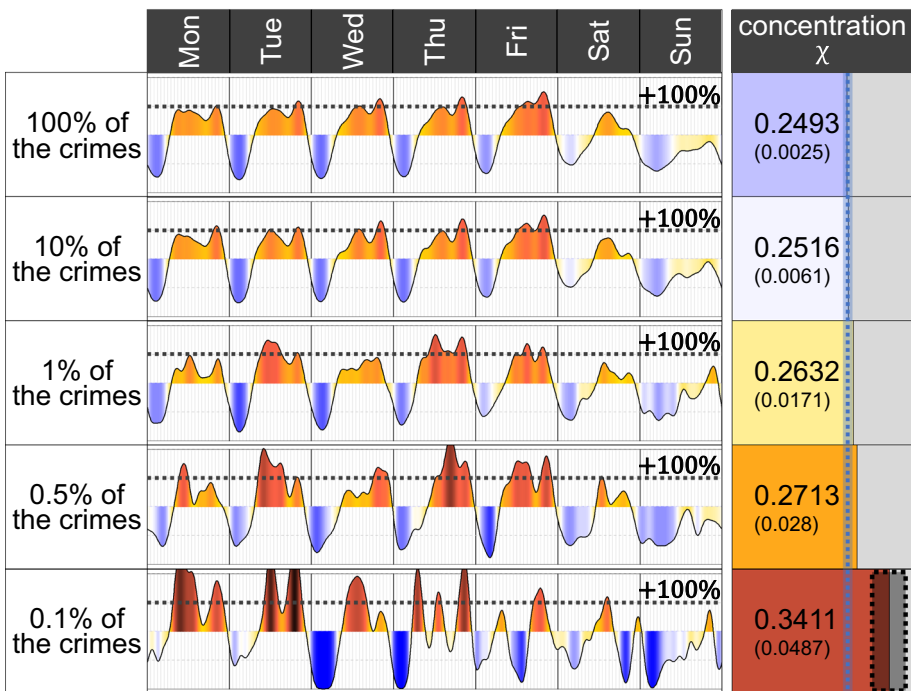 Mon Tue Wed Thu Fri Sat Sun
concentration
χ
100% of
the crimes
+100%
0.2493
(0.0025)
10% of
the crimes
+100%
0.2516
(0.0061)
1% of
the crimes
+100%
0.2632
(0.0171)
0.5% of
the crimes
+100%
0.2713
(0.028)
0.1% of
the crimes
+100%
0.3411
(0.0487)